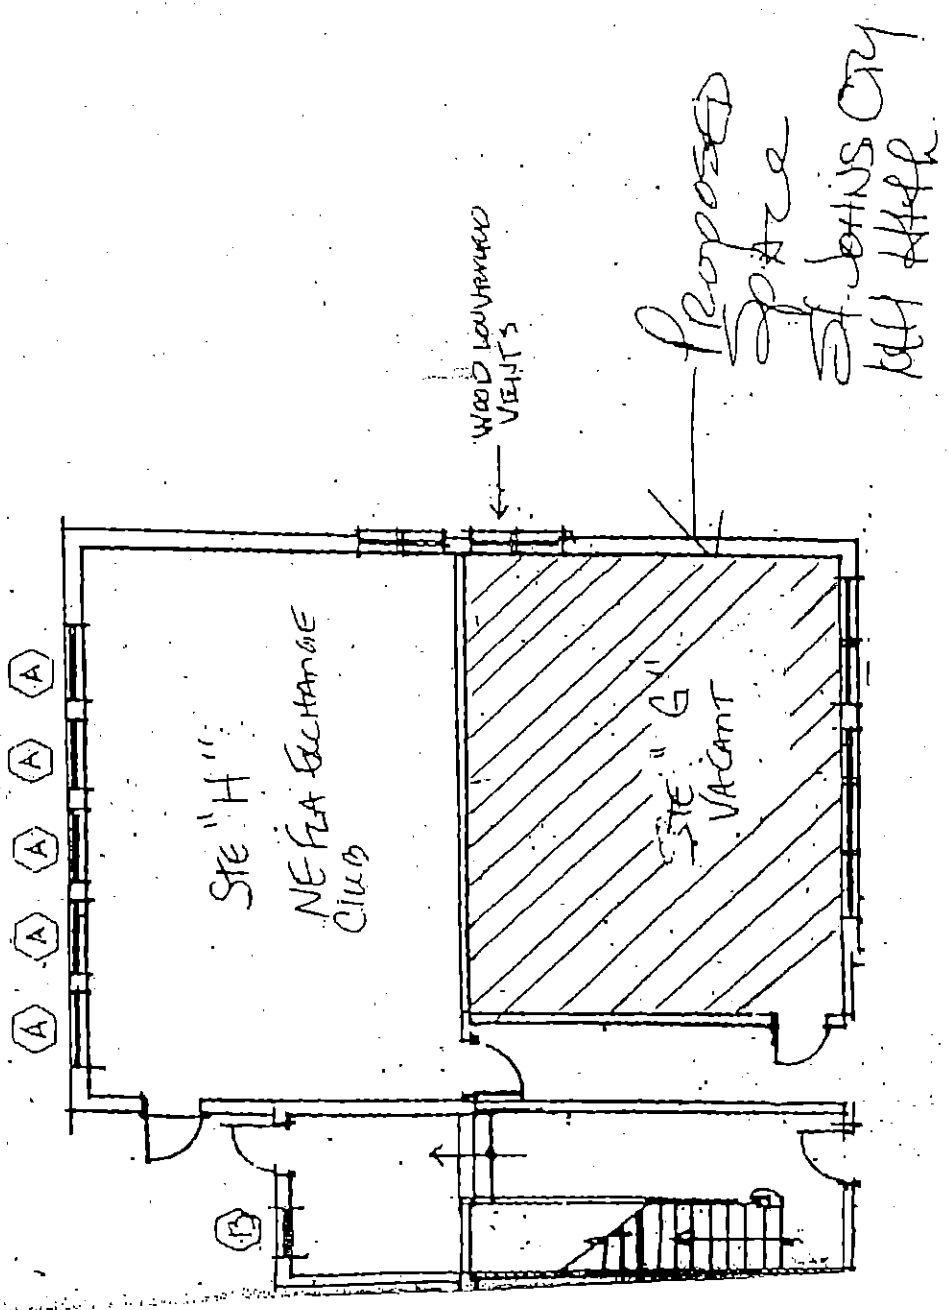 A
A
A
A
A
B
STE "H"
NE FLA EXCHANGE
CLUB
WOOD LOUVERED
VENTS
STE "G"
VACANT
PROPOSED
SPACE
ST. JOHNS CTY